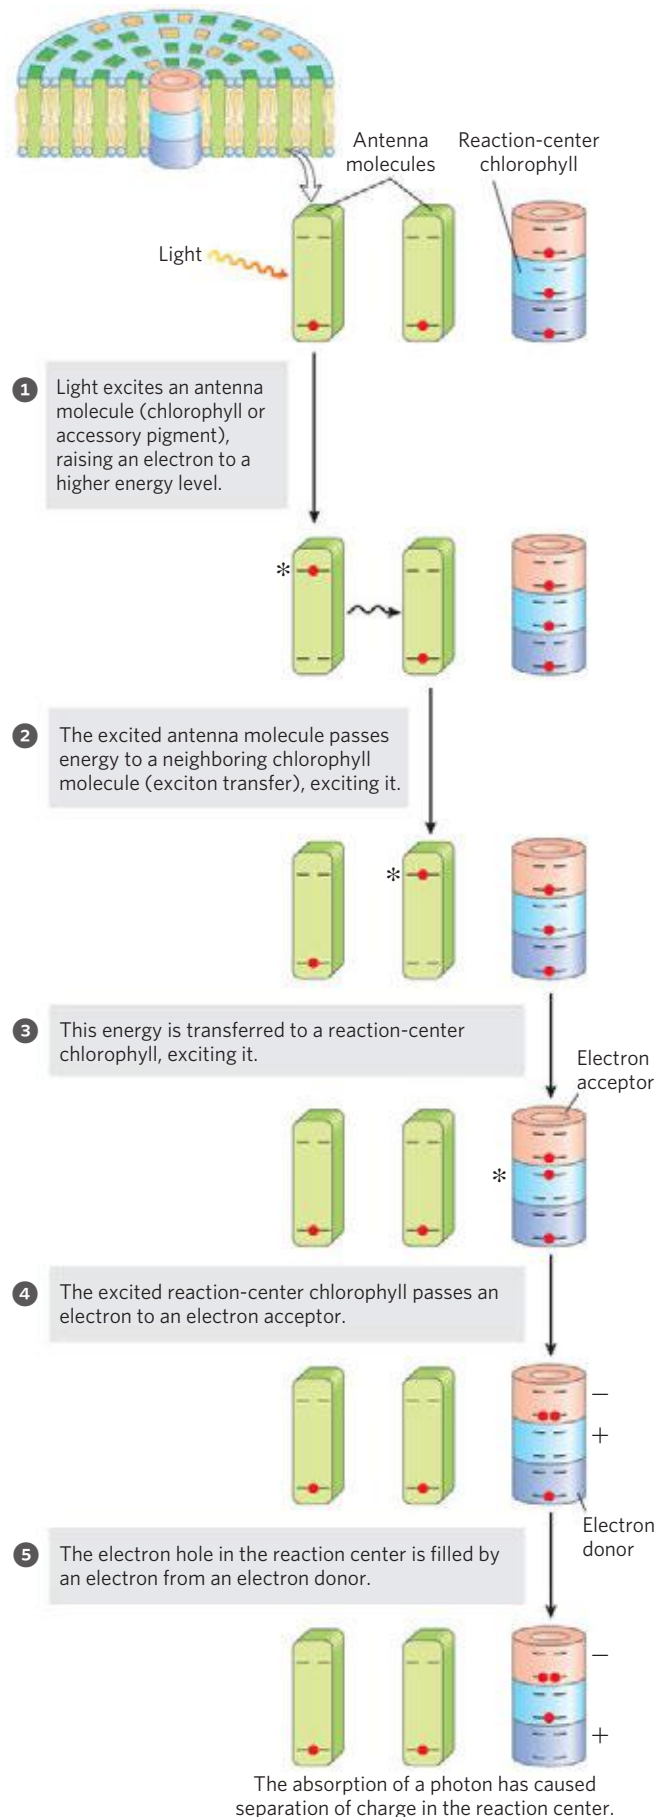 Antenna
molecules
Reaction-center
chlorophyll
Light
1
Light excites an antenna
molecule (chlorophyll or
accessory pigment),
raising an electron to a
higher energy level.
*
2
The excited antenna molecule passes
energy to a neighboring chlorophyll
molecule (exciton transfer), exciting it.
*
3
This energy is transferred to a reaction-center
chlorophyll, exciting it.
Electron
acceptor
*
4
The excited reaction-center chlorophyll passes an
electron to an electron acceptor.
−
+
Electron
donor
5
The electron hole in the reaction center is filled by
an electron from an electron donor.
−
+
The absorption of a photon has caused
separation of charge in the reaction center.